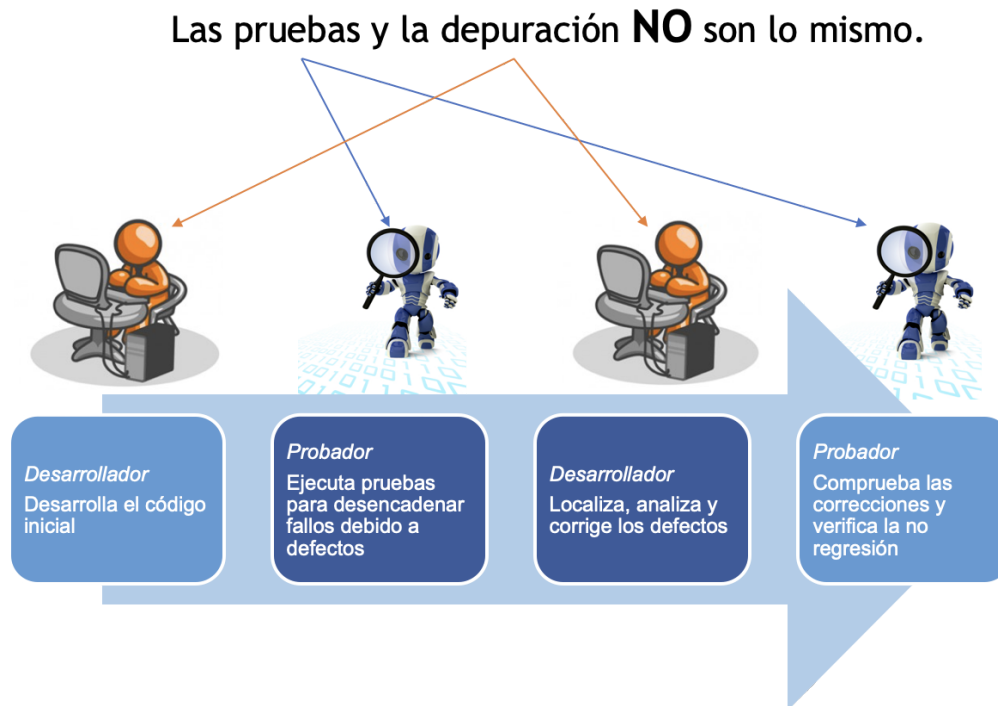 Las pruebas y la depuración NO son lo mismo.
Desarrollador
Desarrolla el código
inicial
Probador
Ejecuta pruebas
para desencadenar
fallos debido a
defectos
Desarrollador
Localiza, analiza y
corrige los defectos
Probador
Comprueba las
correcciones y
verifica la no
regresión